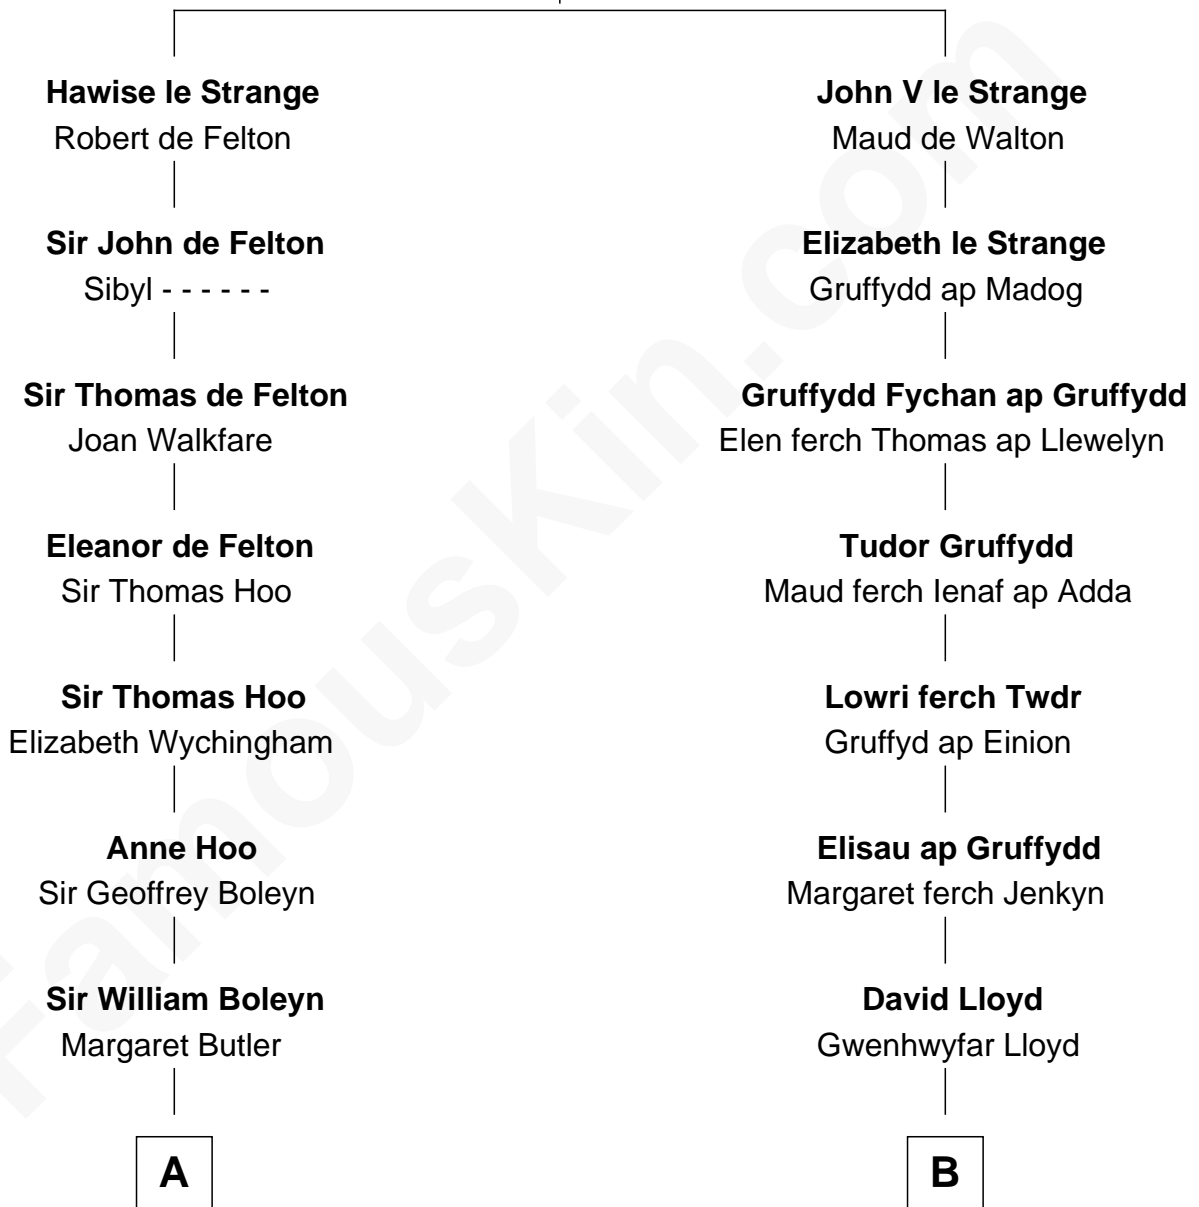 Hawise le Strange
Robert de Felton
Sir John de Felton
Sibyl - - - - - -
Sir Thomas de Felton
Joan Walkfare
Eleanor de Felton
Sir Thomas Hoo
Sir Thomas Hoo
Elizabeth Wychingham
Anne Hoo
Sir Geoffrey Boleyn
Sir William Boleyn
Margaret Butler
A
John V le Strange
Maud de Walton
Elizabeth le Strange
Gruffydd ap Madog
Gruffydd Fychan ap Gruffydd
Elen ferch Thomas ap Llewelyn
Tudor Gruffydd
Maud ferch Ienaf ap Adda
Lowri ferch Twdr
Gruffyd ap Einion
Elisau ap Gruffydd
Margaret ferch Jenkyn
David Lloyd
Gwenhwyfar Lloyd
B
FamousKin.com